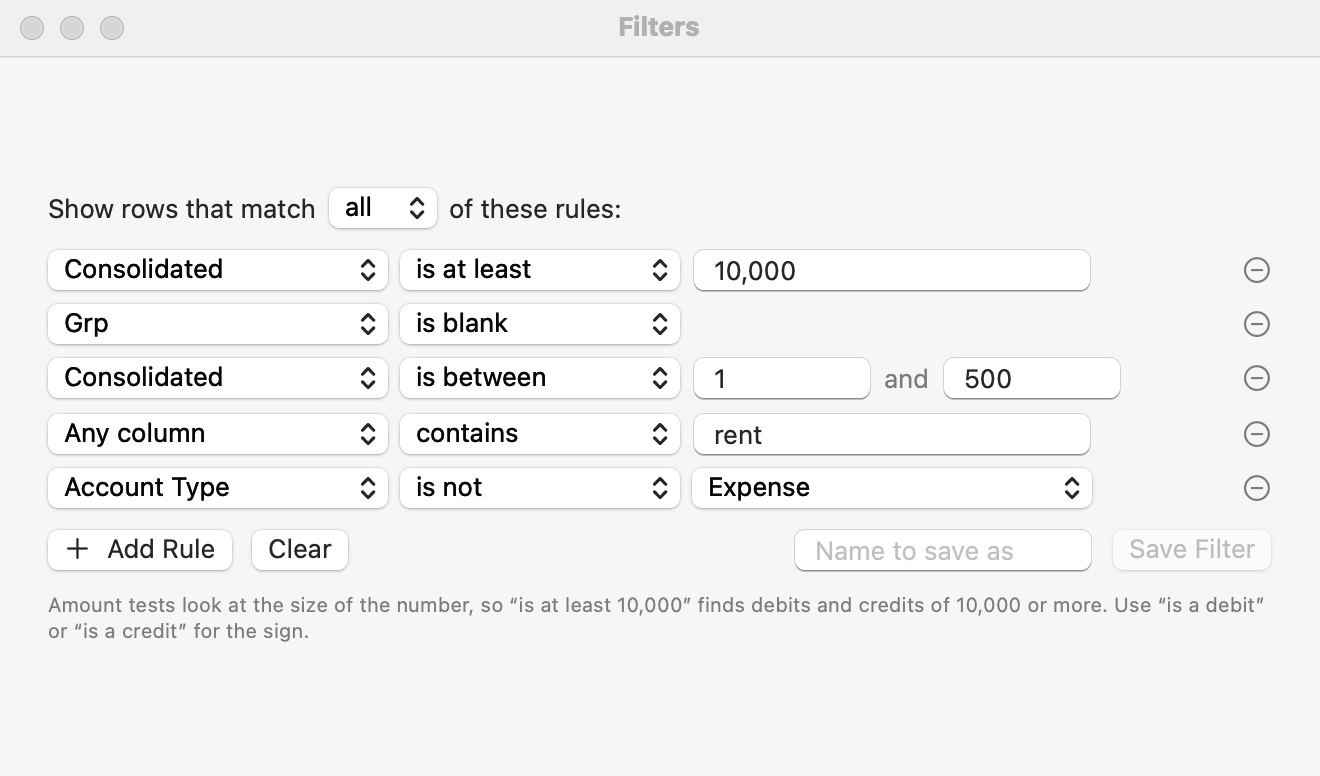 Filters
Show rows that match all of these rules:
Consolidated is at least 10,000
Grp is blank
Consolidated is between 1 and 500
Any column contains rent
Account Type is not Expense
+ Add Rule Clear Name to save as Save Filter
Amount tests look at the size of the number, so “is at least 10,000” finds debits and credits of 10,000 or more. Use “is a debit”
or “is a credit” for the sign.